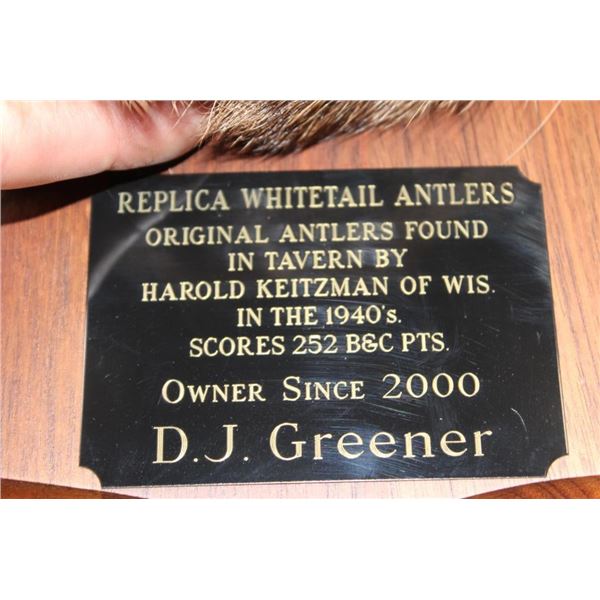 REPLICA WHITETAIL ANTLERS
ORIGINAL ANTLERS FOUND
IN TAVERN BY
HAROLD KEITZMAN OF WIS.
IN THE 1940's.
SCORES 252 B&C PTS.
OWNER SINCE 2000
D.J. Greener